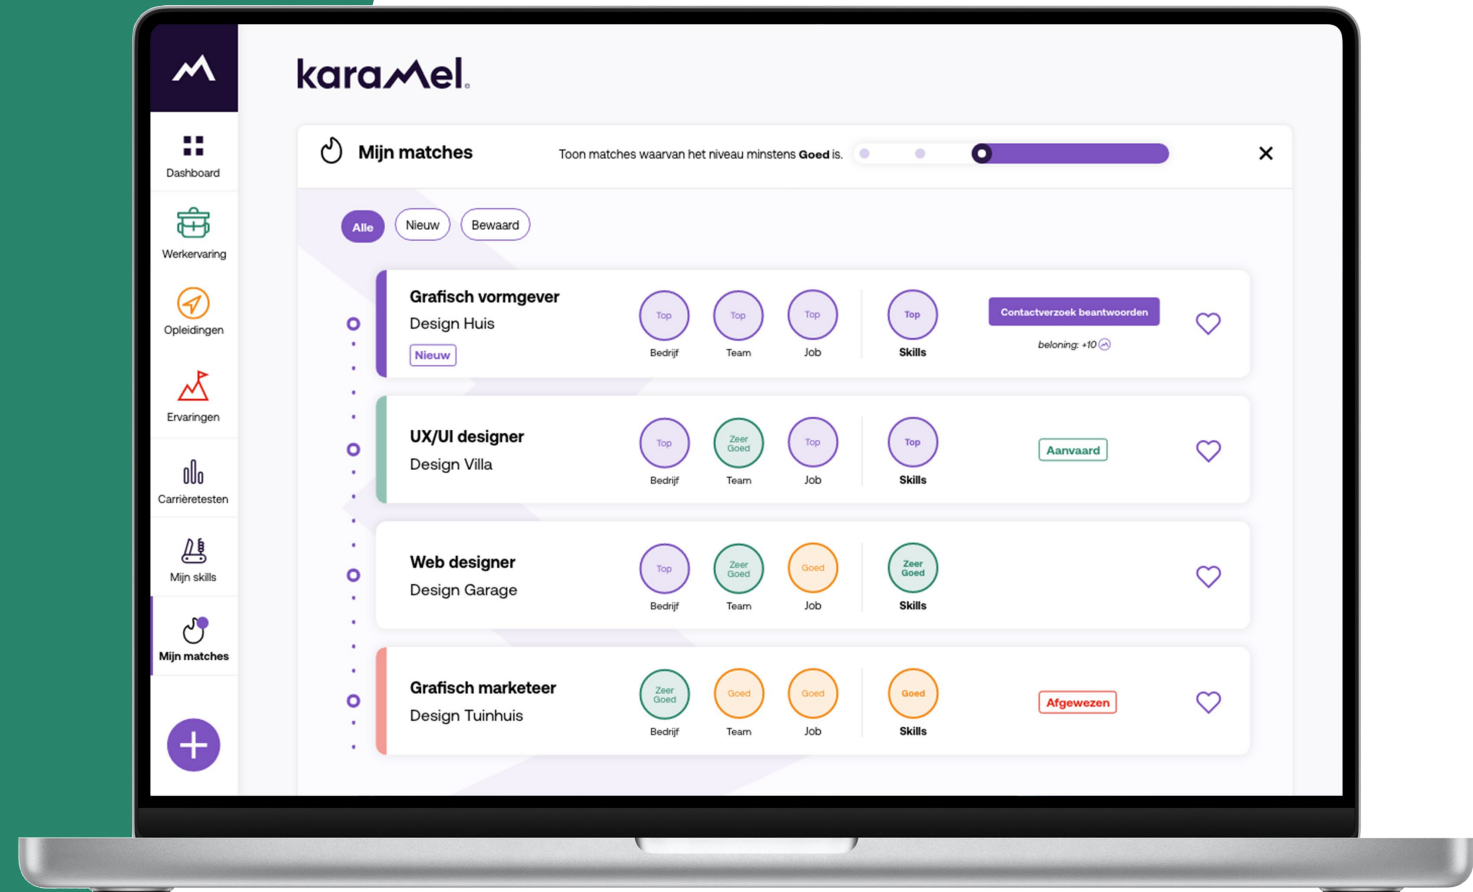 karamel
Mijn matches
Toon matches waarvan het niveau minstens Goed is.
Dashboard
Werkervaring
Opleidingen
Ervaringen
Carrièretesten
Mijn skills
Mijn matches
Alle
Nieuw
Bewaard
Grafisch vormgever
Design Huis
Nieuw
Top
Bedrijf
Top
Team
Top
Job
Top
Skills
Contactverzoek beantwoorden
beloning: +10
UX/UI designer
Design Villa
Top
Bedrijf
Zeer
Goed
Team
Top
Job
Top
Skills
Aanvaard
Web designer
Design Garage
Top
Bedrijf
Zeer
Goed
Team
Goed
Job
Zeer
Goed
Skills
Grafisch marketeer
Design Tuinhuis
Zeer
Goed
Bedrijf
Goed
Team
Goed
Job
Goed
Skills
Afgewezen